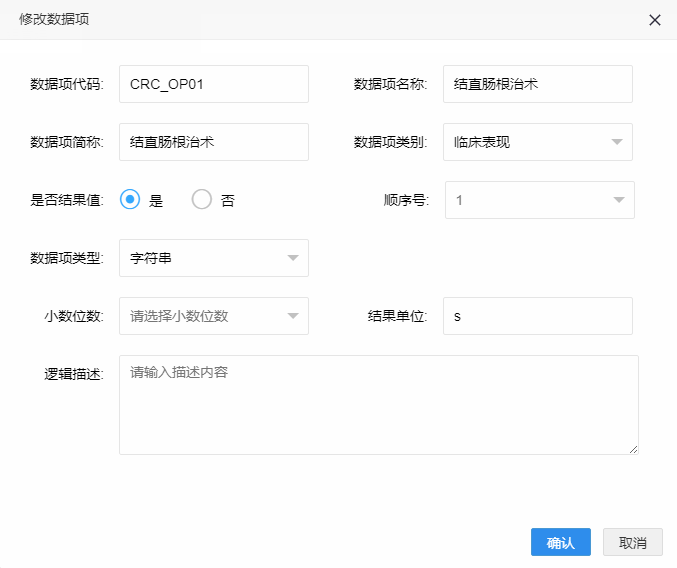 修改数据项
数据项代码: CRC_OP01 数据项名称: 结直肠根治术
数据项简称: 结直肠根治术 数据项类别: 临床表现
是否结果值: 是 否 顺序号: 1
数据项类型: 字符串
小数位数: 请选择小数位数 结果单位: s
逻辑描述: 请输入描述内容
确认 取消